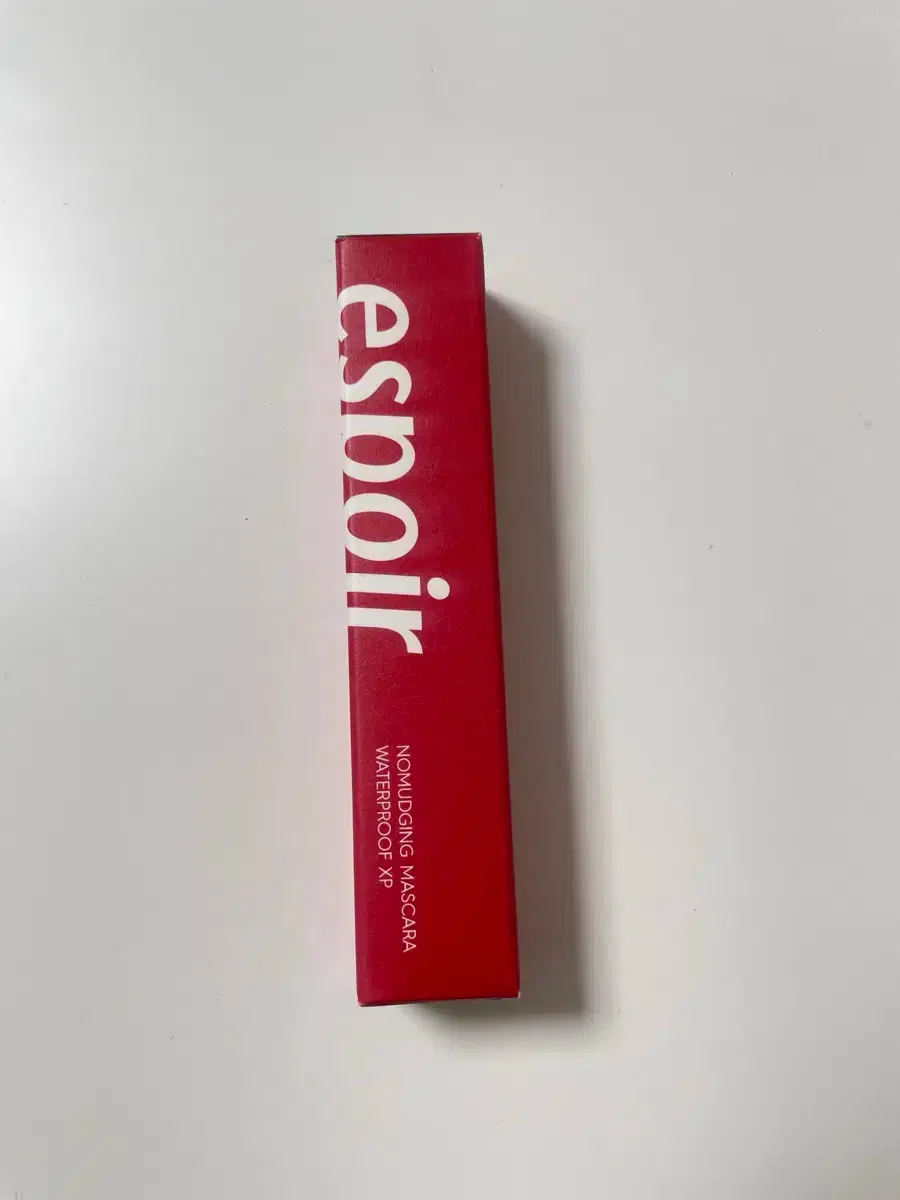 espoir
NOMUDGING MASCARA
WATERPROOF XP